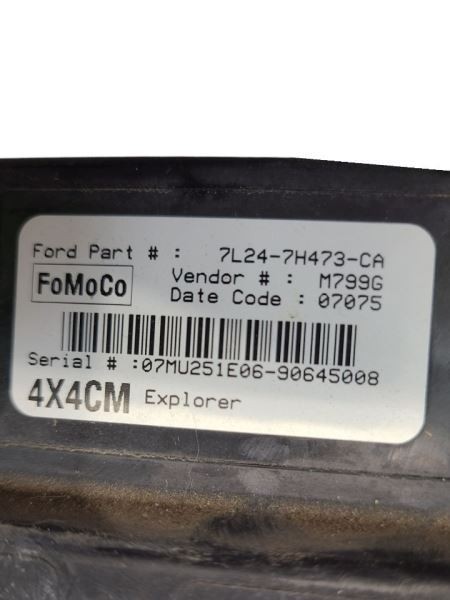 Ford Part # : 7L24-7H473-CA
FoMoCo
Vendor # : M799G
Date Code : 07075
Serial # :07MU251E06-90645008
4X4CM Explorer